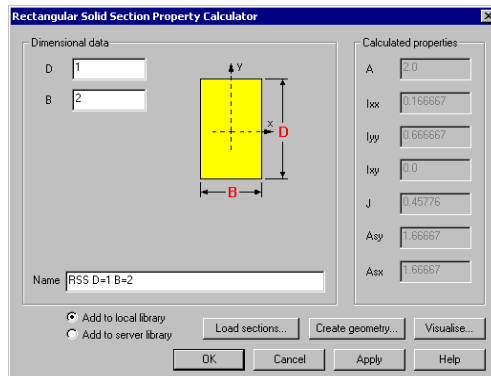 Rectangular Solid Section Property Calculator
Dimensional data
D 1
B 2
y
x
D
B
Name RSS D=1 B=2
Calculated properties
A 2.0
Ixx 0.166667
Iyy 0.666667
Ixy 0.0
J 0.45776
Asy 1.66667
Asx 1.66667
Add to local library
Add to server library
Load sections...
Create geometry...
Visualise...
OK
Cancel
Apply
Help